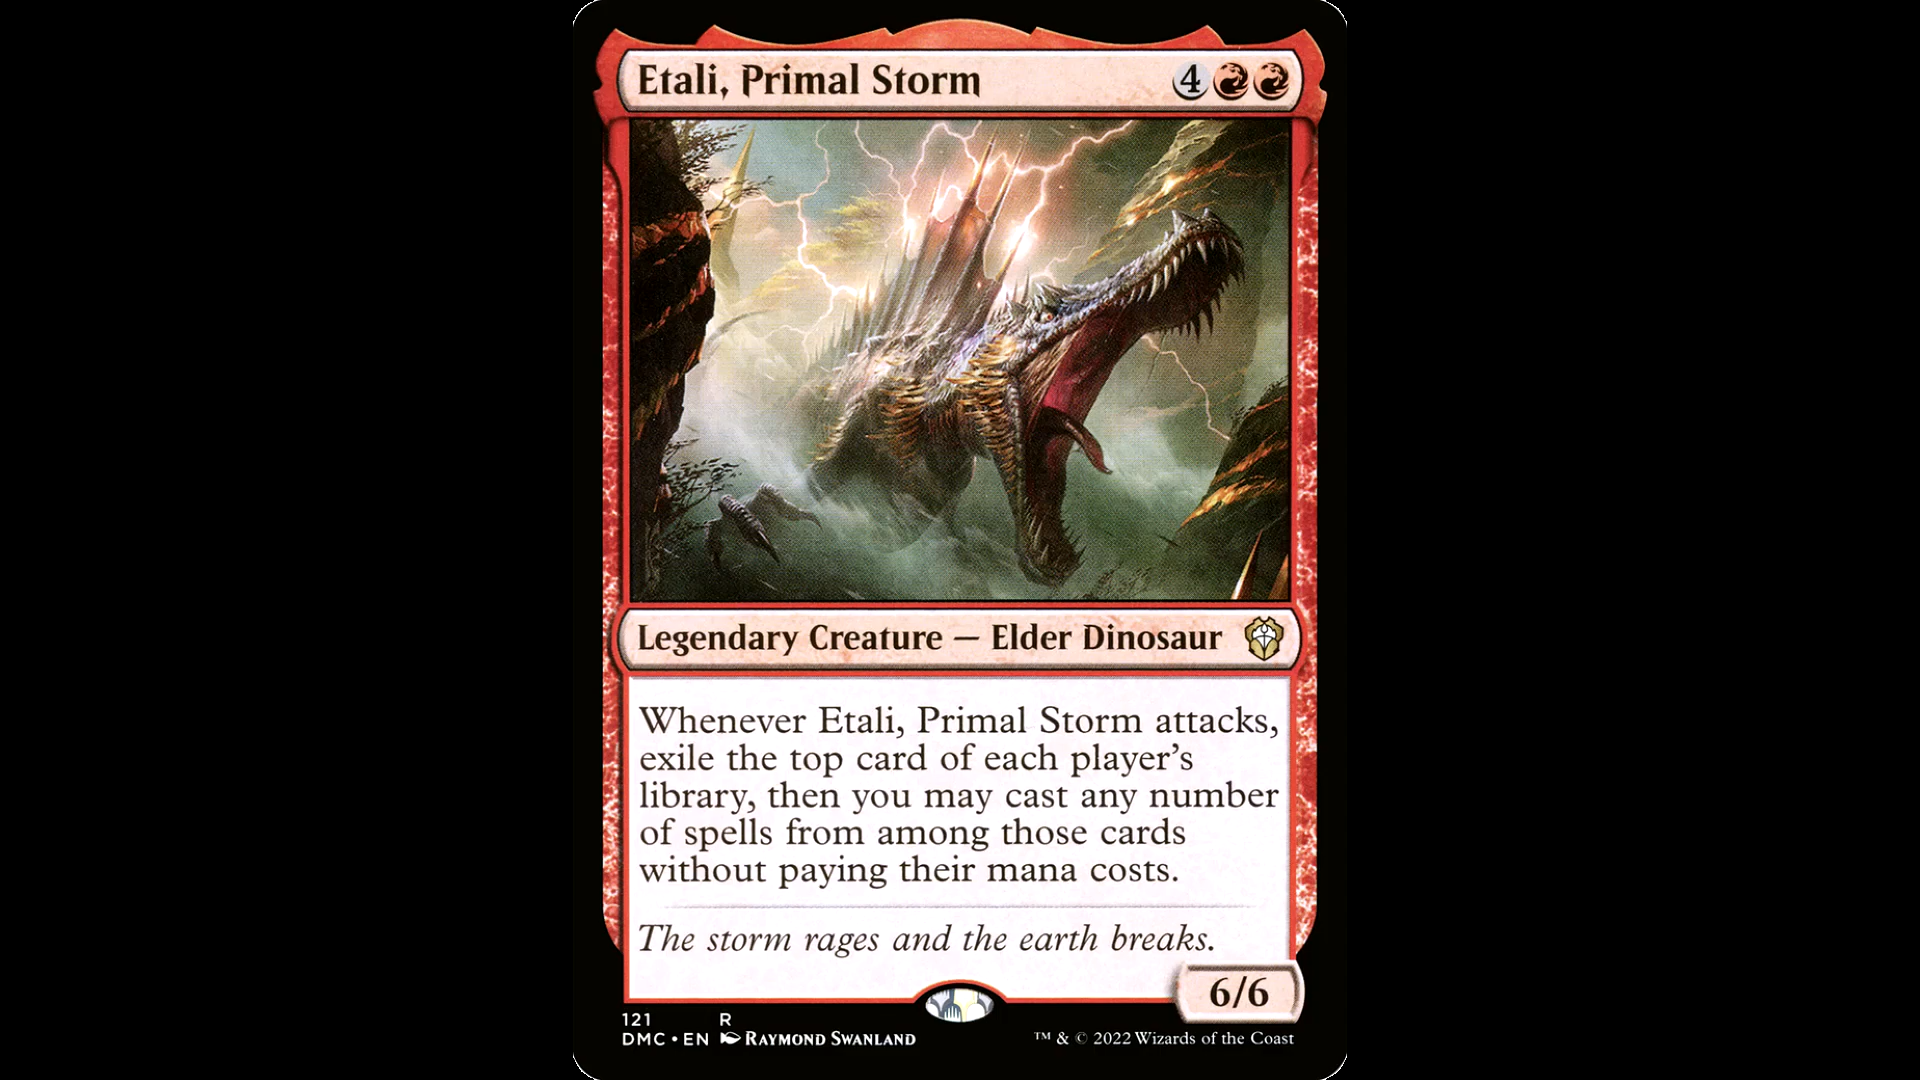 Etali, Primal Storm 4
Legendary Creature — Elder Dinosaur
Whenever Etali, Primal Storm attacks,
exile the top card of each player's
library, then you may cast any number
of spells from among those cards
without paying their mana costs.
The storm rages and the earth breaks.
6/6
121 R
DMC • EN Raymond Swanland
™ & © 2022 Wizards of the Coast